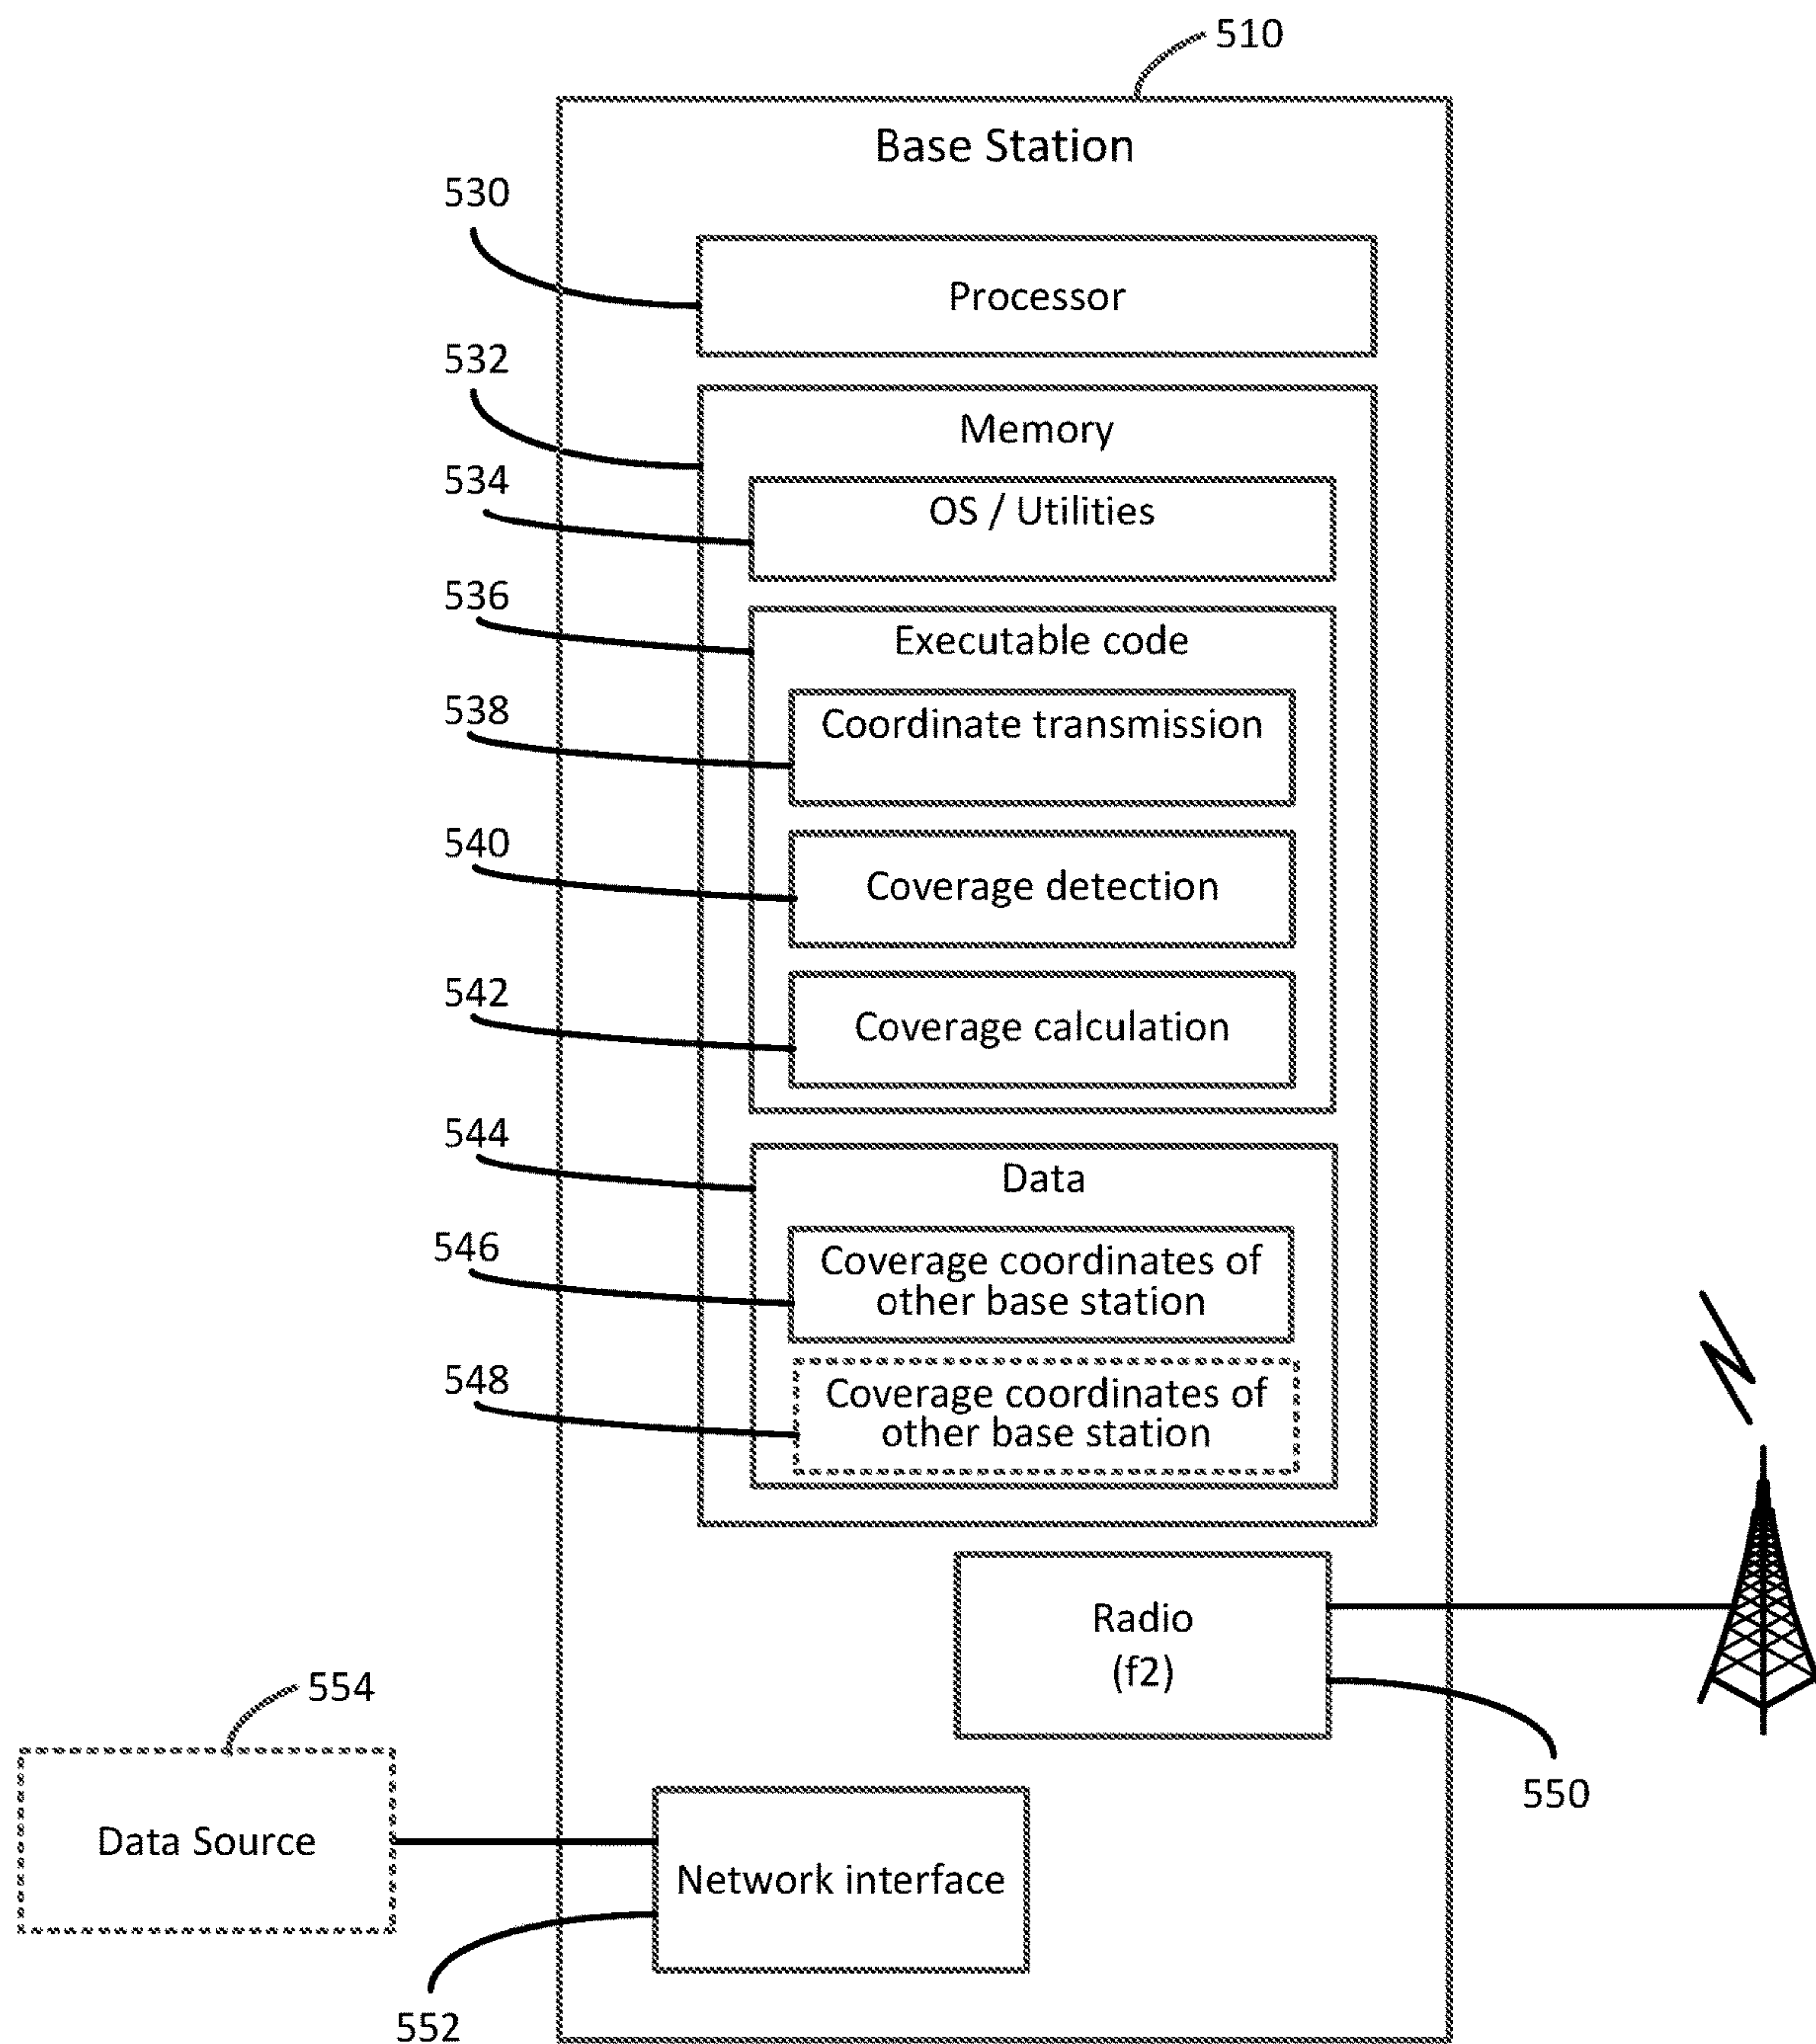 510
Base Station
530
Processor
532
Memory
534
OS / Utilities
536
Executable code
538
Coordinate transmission
540
Coverage detection
542
Coverage calculation
544
Data
546
Coverage coordinates of
other base station
548
Coverage coordinates of
other base station
Radio
(f2)
550
554
Data Source
Network interface
552